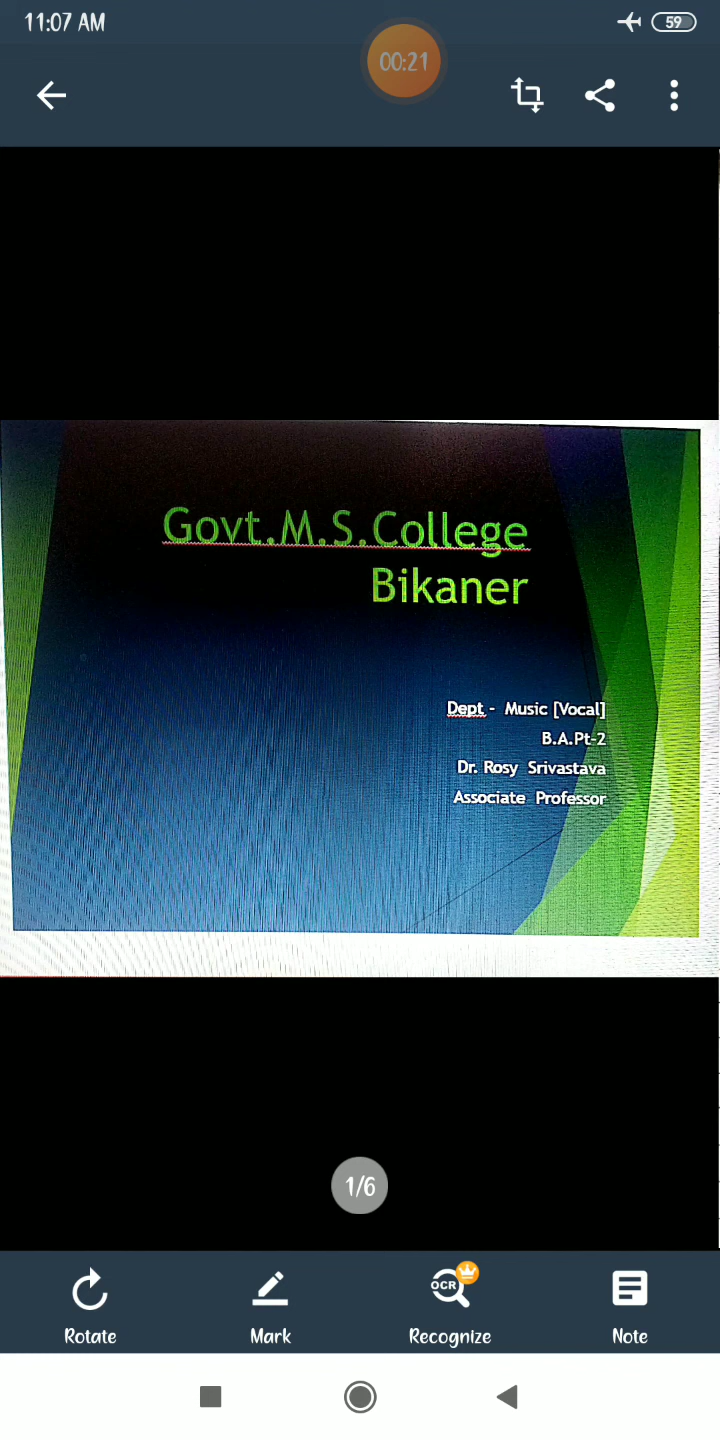 11:07 AM
59
00:21
Govt.M.S.College
Bikaner
Dept - Music [Vocal]
B.A.Pt-2
Dr. Rosy Srivastava
Associate Professor
1/6
OCR
Rotate
Mark
Recognize
Note